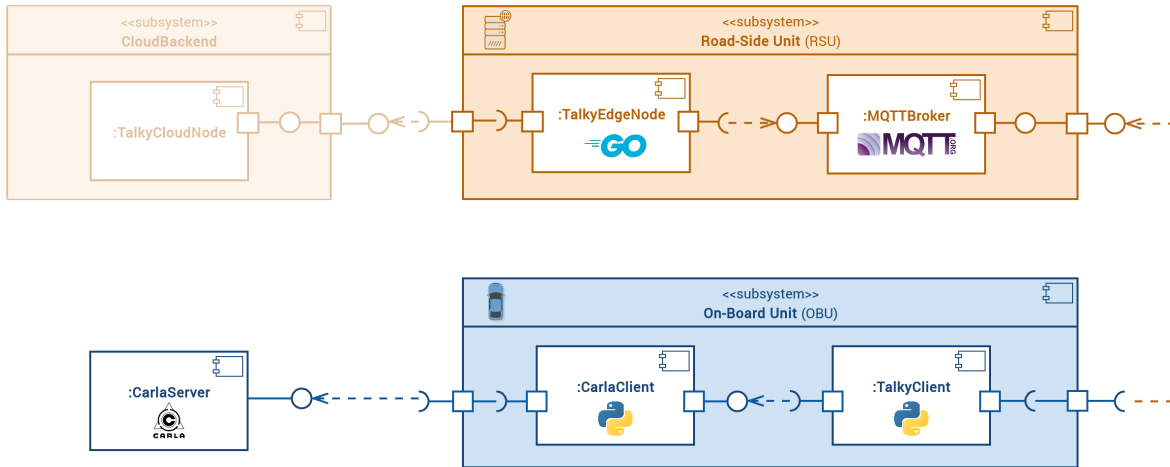 <<subsystem>>
CloudBackend
:TalkyCloudNode
<<subsystem>>
Road-Side Unit (RSU)
:TalkyEdgeNode
GO
:MQTTBroker
MQTT.ORG
<<subsystem>>
On-Board Unit (OBU)
:CarlaServer
CARLA
:CarlaClient
:TalkyClient